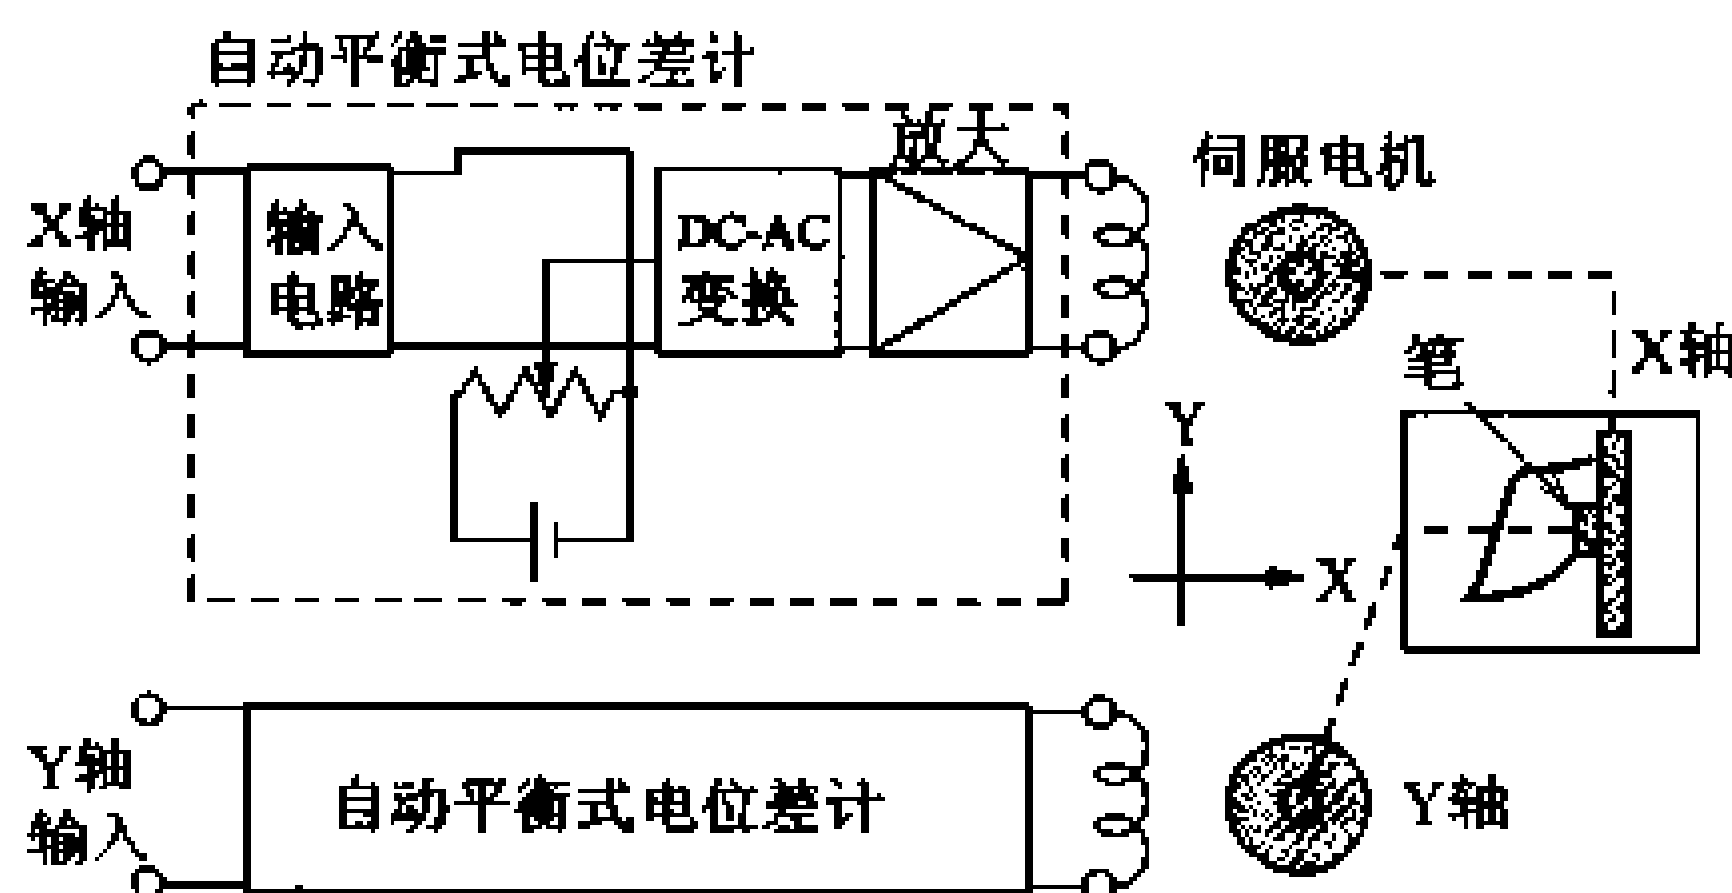 自动平衡式电位差计
放大
伺服电机
X轴
输入
输入
电路
DC-AC
变换
笔
X轴
Y
X
Y轴
输入
自动平衡式电位差计
Y轴